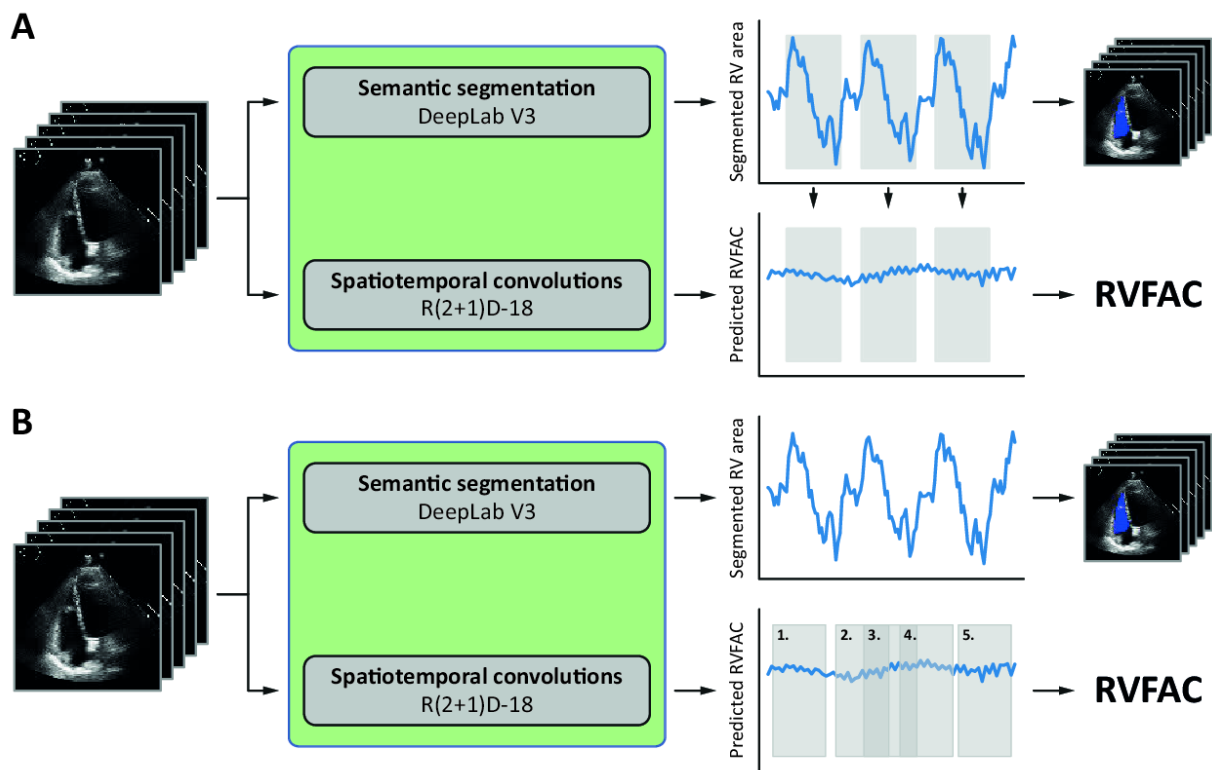 A
Semantic segmentation
DeepLab V3
Segmented RV area
Spatiotemporal convolutions
R(2+1)D-18
Predicted RVFAC
RVFAC
B
Semantic segmentation
DeepLab V3
Segmented RV area
Spatiotemporal convolutions
R(2+1)D-18
Predicted RVFAC
1. 2. 3. 4. 5.
RVFAC